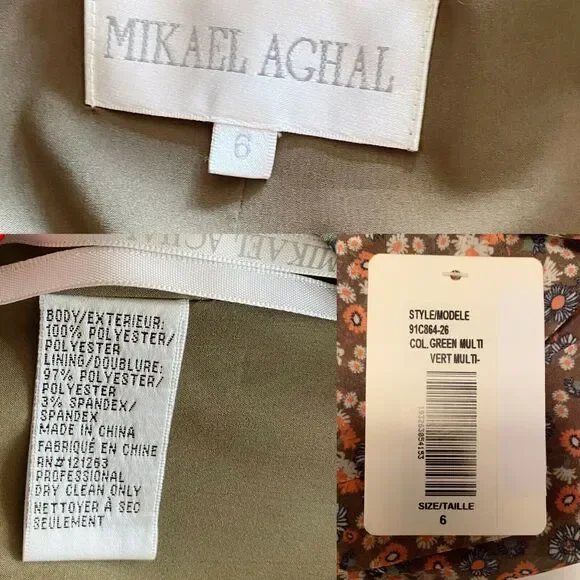 MIKAEL AGHAL
6
MIKAEL AGHAL
BODY/EXTERIEUR:
100% POLYESTER/
POLYESTER
LINING/DOUBLURE:
97% POLYESTER/
POLYESTER
3% SPANDEX/
SPANDEX
MADE IN CHINA
FABRIQUÉ EN CHINE
RN#121263
PROFESSIONAL
DRY CLEAN ONLY
NETTOYER À SEC
SEULEMENT
STYLE/MODELE
91C864-26
COL.GREEN MULTI
VERT MULTI-
SIZE/TAILLE
6